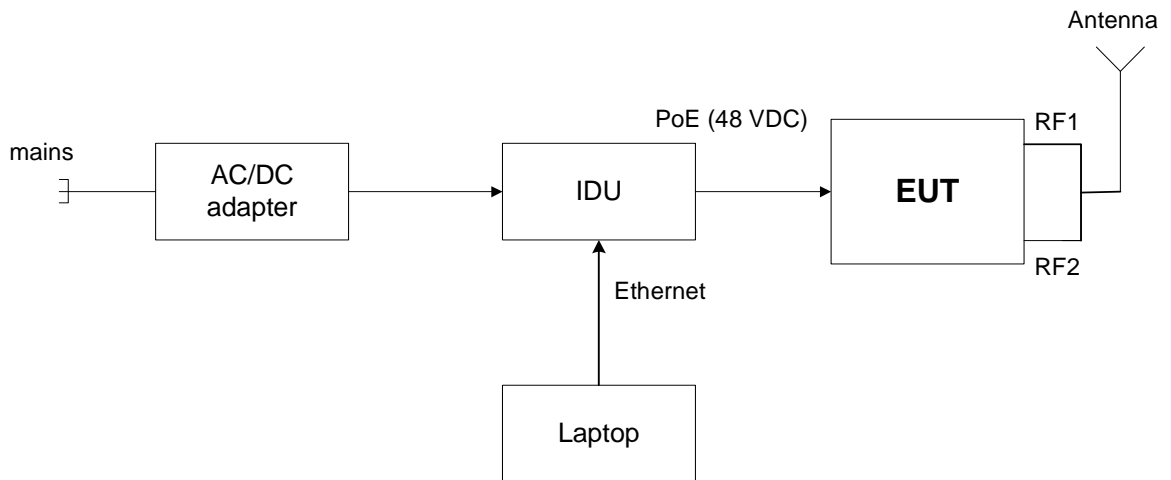 Antenna
PoE (48 VDC)
RF1
mains
AC/DC
adapter
IDU
EUT
RF2
Ethernet
Laptop